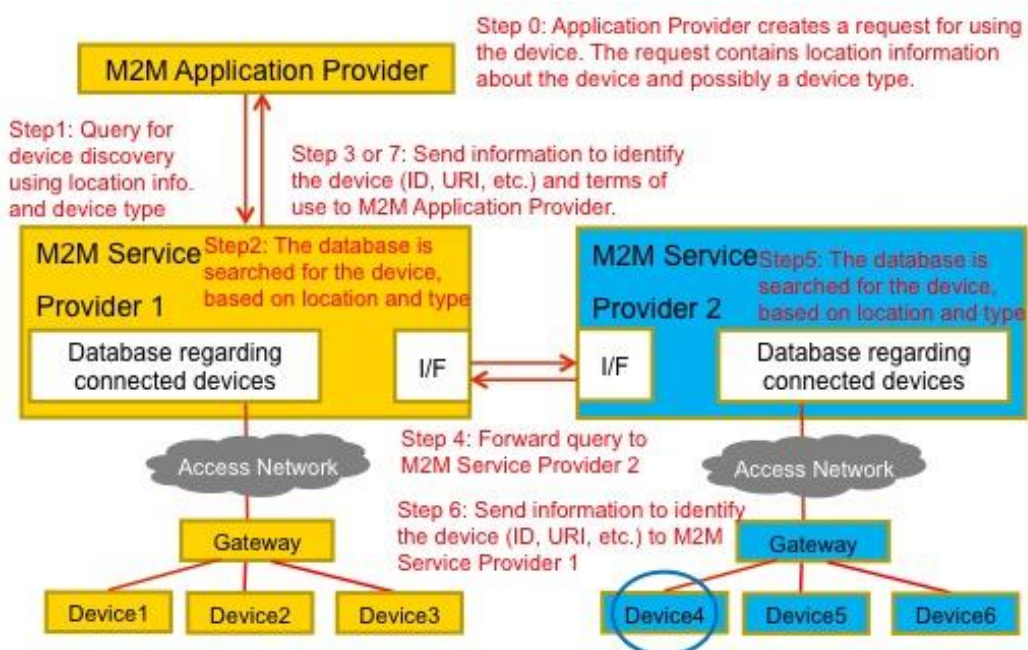 Step 0: Application Provider creates a request for using
the device. The request contains location information
about the device and possibly a device type.
M2M Application Provider
Step1: Query for
device discovery
using location info.
and device type
Step 3 or 7: Send information to identify
the device (ID, URI, etc.) and terms of
use to M2M Application Provider.
M2M Service
Provider 1
Step2: The database is
searched for the device,
based on location and type
Database regarding
connected devices
I/F
M2M Service
Provider 2
Step5: The database is
searched for the device,
based on location and type
I/F
Database regarding
connected devices
Step 4: Forward query to
M2M Service Provider 2
Access Network
Access Network
Step 6: Send information to identify
the device (ID, URI, etc.) to M2M
Service Provider 1
Gateway
Gateway
Device1
Device2
Device3
Device4
Device5
Device6